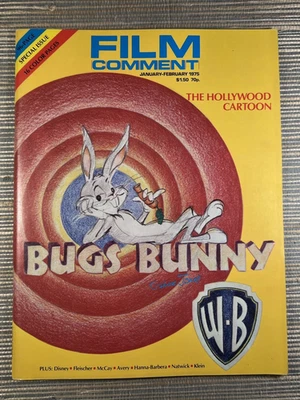 SPECIAL ISSUE
16 COLOR PAGES
FILM
COMMENT
JANUARY-FEBRUARY 1975
$1.50 70p.
THE HOLLYWOOD
CARTOON
BUGS BUNNY
W-B
PLUS: Disney • Fleischer • McCay • Avery • Hanna-Barbera • Natwick • Klein